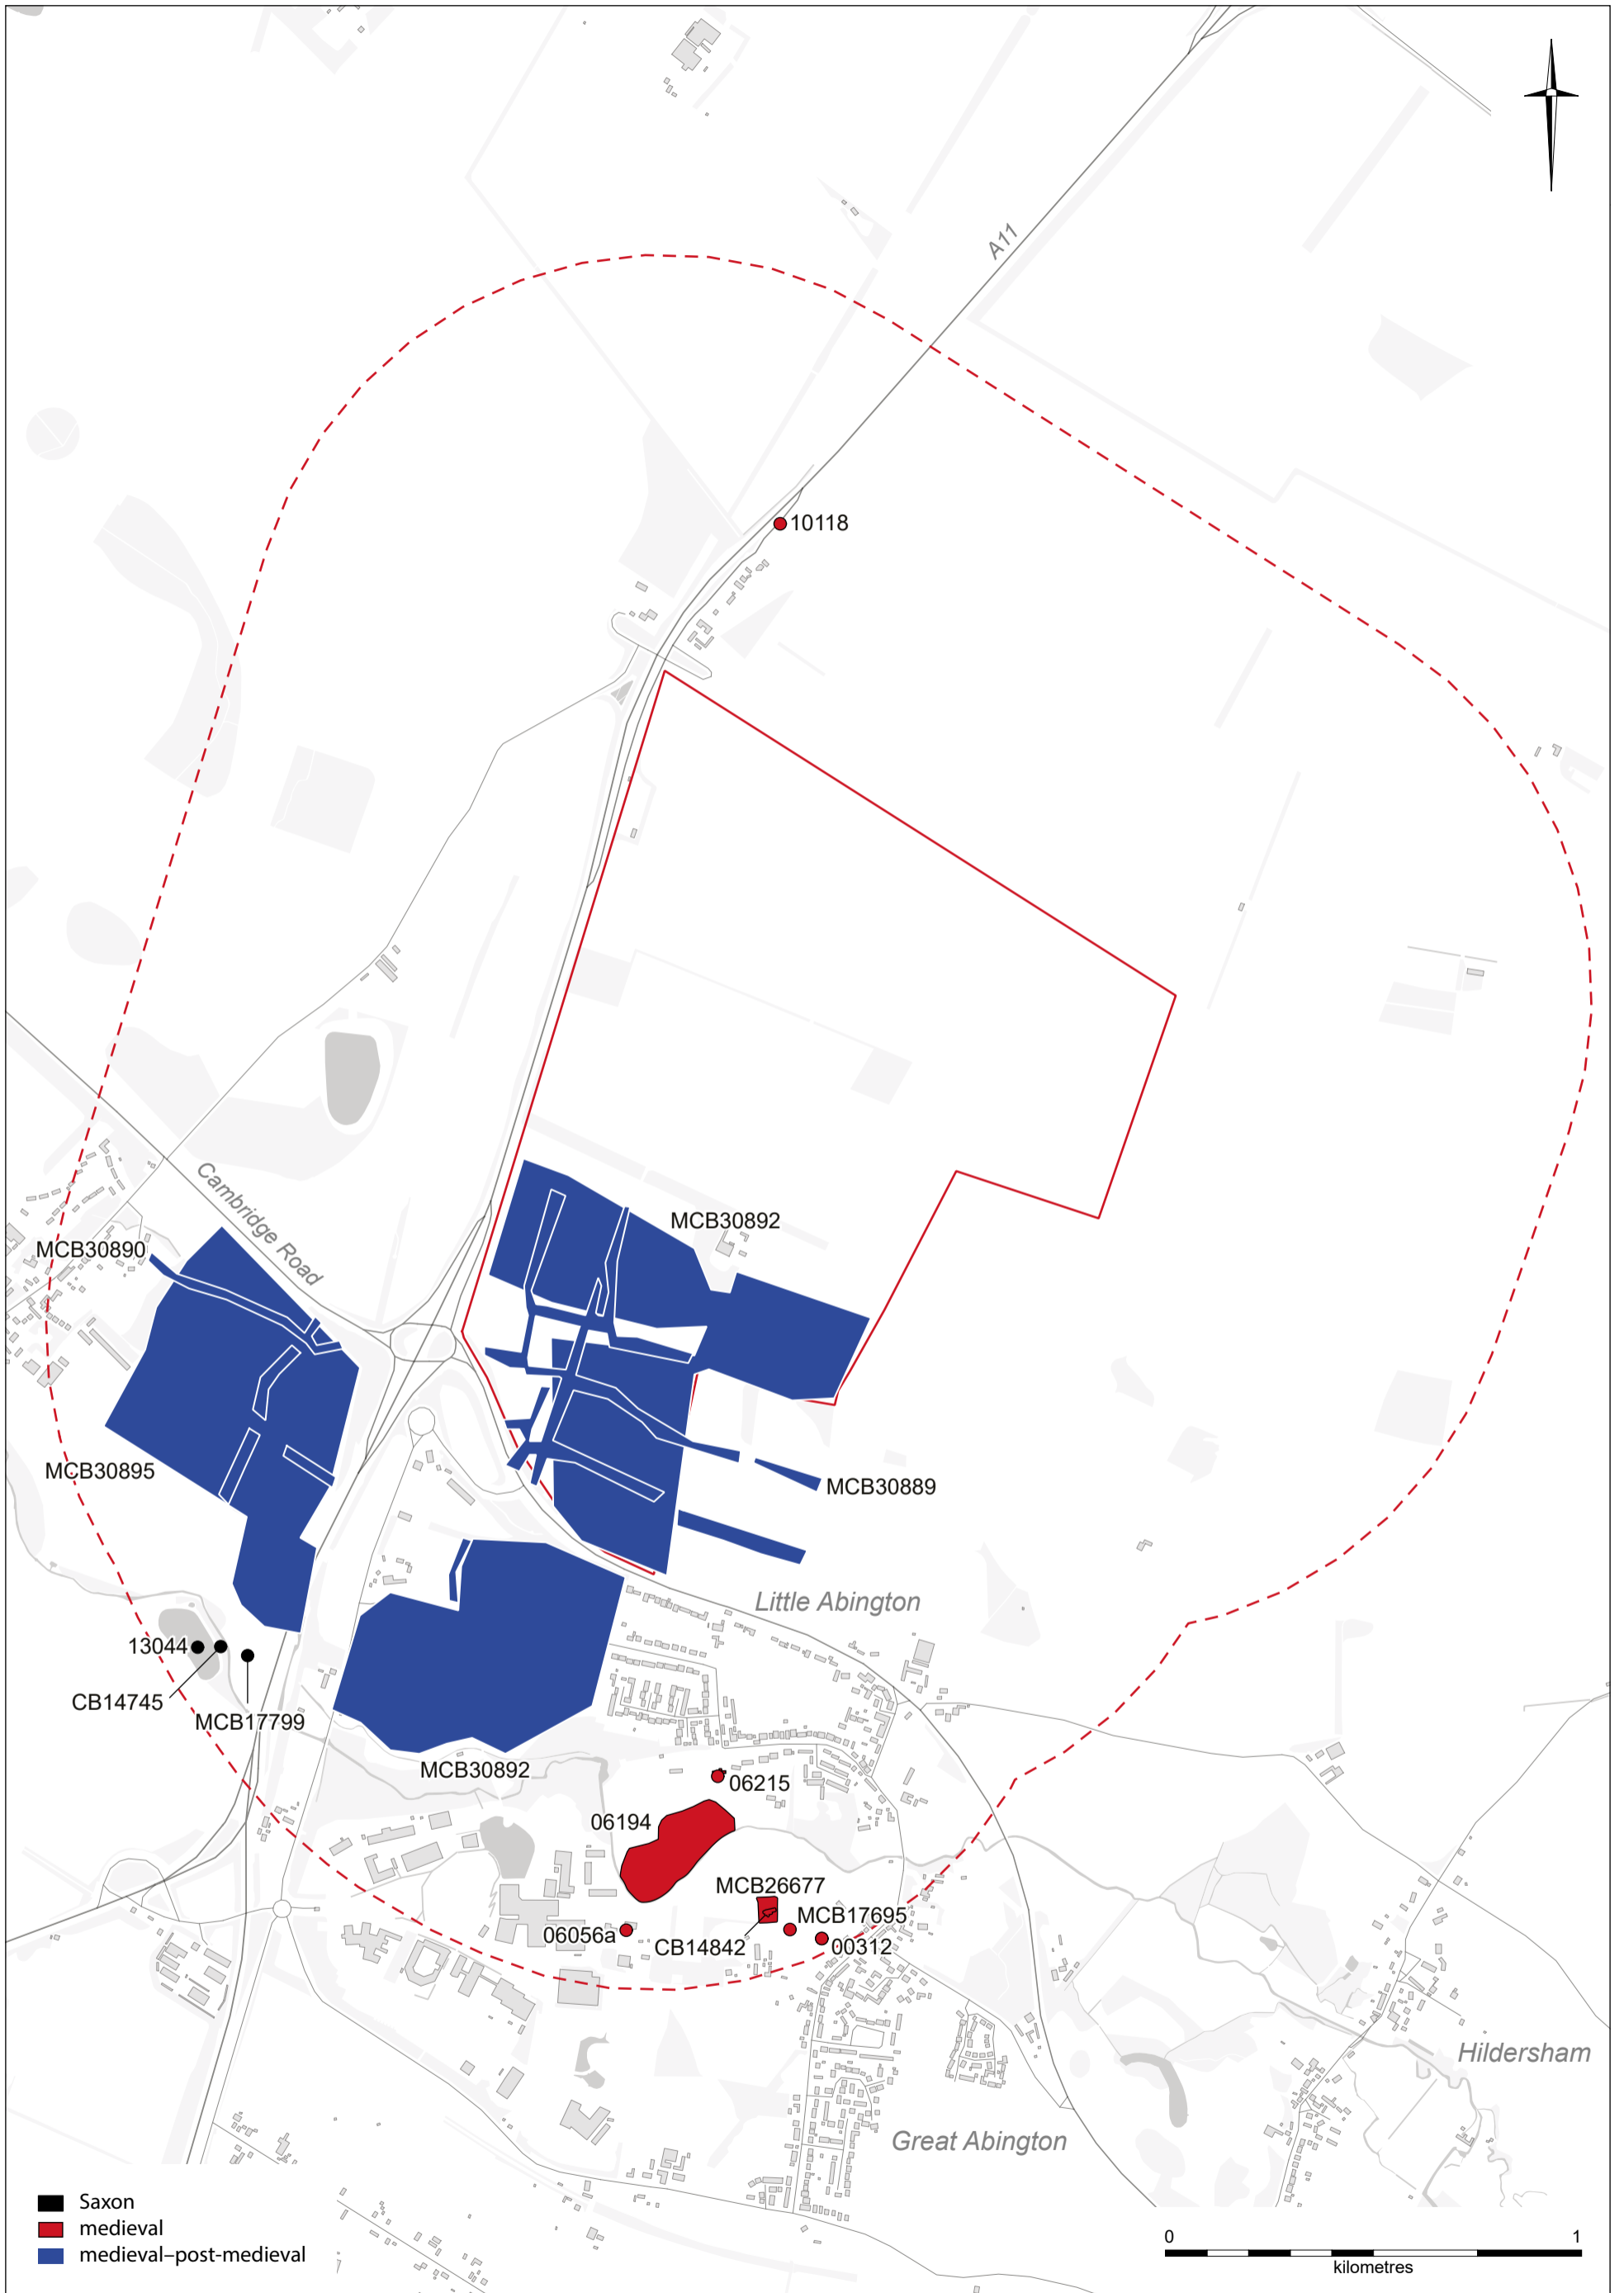 A11
10118
Cambridge Road
MCB30892
MCB30890
MCB30895
MCB30889
Little Abington
13044
CB14745
MCB17799
MCB30892
06215
06194
MCB26677
MCB17695
06056a
CB14842
00312
Hildersham
Great Abington
Saxon
medieval
medieval–post-medieval
0 1
kilometres